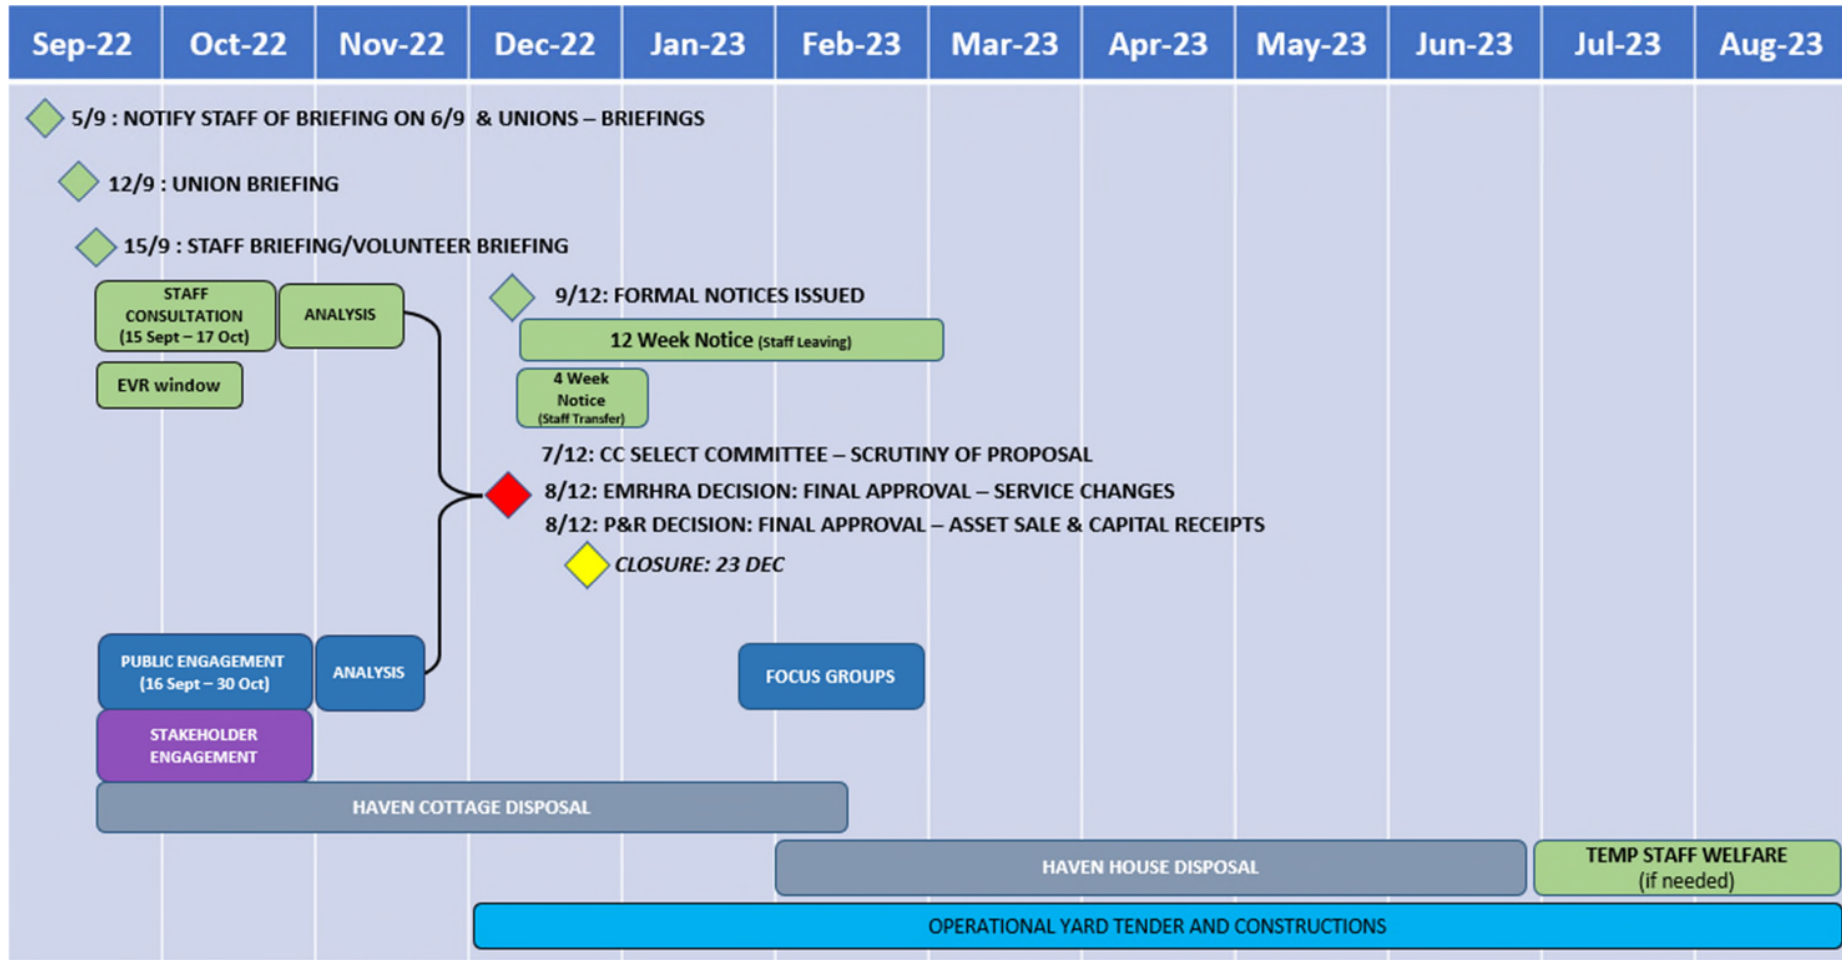 Sep-22 Oct-22 Nov-22 Dec-22 Jan-23 Feb-23 Mar-23 Apr-23 May-23 Jun-23 Jul-23 Aug-23
5/9 : NOTIFY STAFF OF BRIEFING ON 6/9 & UNIONS – BRIEFINGS
12/9 : UNION BRIEFING
15/9 : STAFF BRIEFING/VOLUNTEER BRIEFING
STAFF
CONSULTATION
(15 Sept – 17 Oct)
ANALYSIS
9/12: FORMAL NOTICES ISSUED
12 Week Notice (Staff Leaving)
EVR window
4 Week
Notice
(Staff Transfer)
7/12: CC SELECT COMMITTEE – SCRUTINY OF PROPOSAL
8/12: EMRHRA DECISION: FINAL APPROVAL – SERVICE CHANGES
8/12: P&R DECISION: FINAL APPROVAL – ASSET SALE & CAPITAL RECEIPTS
CLOSURE: 23 DEC
PUBLIC ENGAGEMENT
(16 Sept – 30 Oct)
ANALYSIS
FOCUS GROUPS
STAKEHOLDER
ENGAGEMENT
HAVEN COTTAGE DISPOSAL
HAVEN HOUSE DISPOSAL
TEMP STAFF WELFARE
(if needed)
OPERATIONAL YARD TENDER AND CONSTRUCTIONS